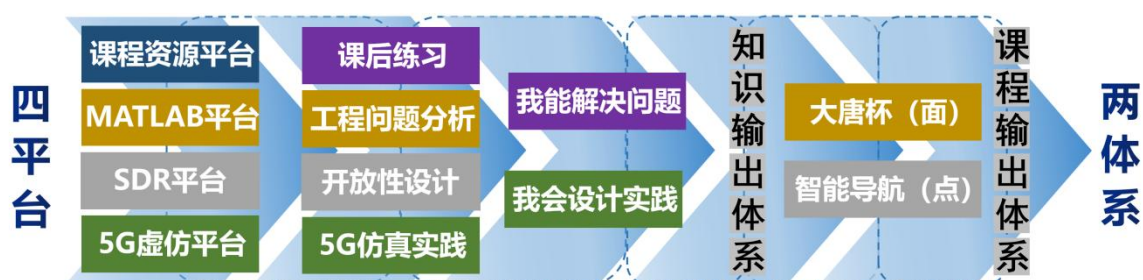 四平台
课程资源平台
MATLAB平台
SDR平台
5G虚仿平台
课后练习
工程问题分析
开放性设计
5G仿真实践
我能解决问题
我会设计实践
知识输出体系
大唐杯（面）
智能导航（点）
课程输出体系
两体系